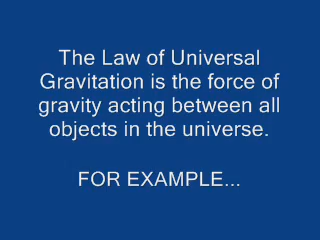 The Law of Universal
Gravitation is the force of
gravity acting between all
objects in the universe.
FOR EXAMPLE...